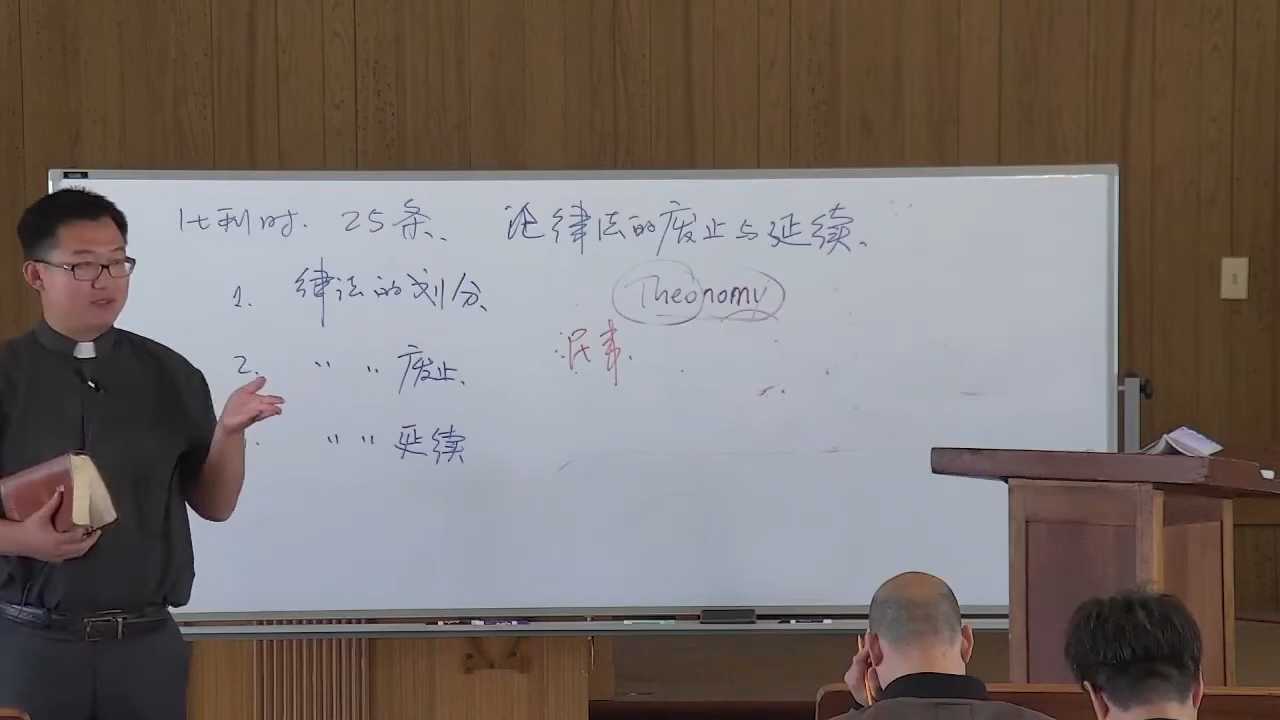 比利时. 25条、 论律法的废止与延续、
1. 律法的划分、
Theonomy
民事.
2. " " 废止、
" " 延续